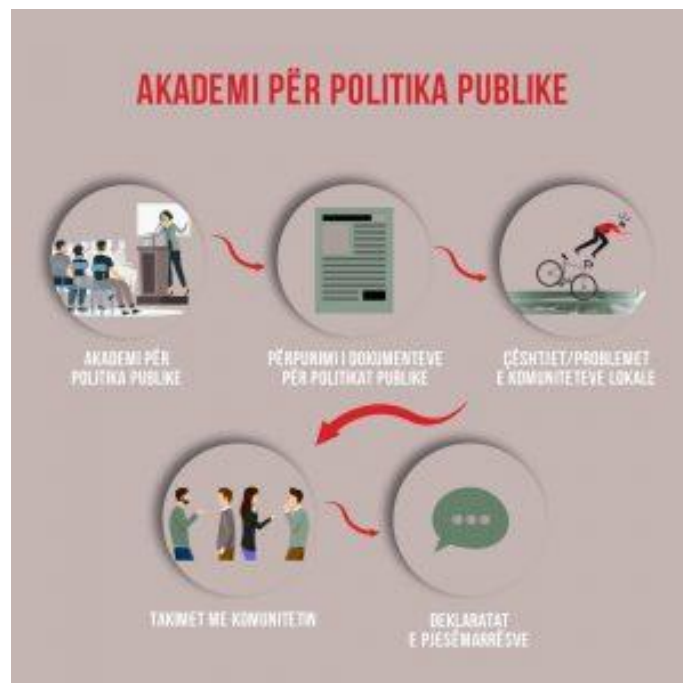 AKADEMI PËR POLITIKA PUBLIKE
AKADEMI PËR
POLITIKA PUBLIKE
PËRPUNIMI I DOKUMENTEVE
PËR POLITIKAT PUBLIKE
ÇËSHTJET/PROBLEMET
E KOMUNITETEVE LOKALE
TAKIMET ME KOMUNITETIN
DEKLARATAT
E PJESËMARRËSVE